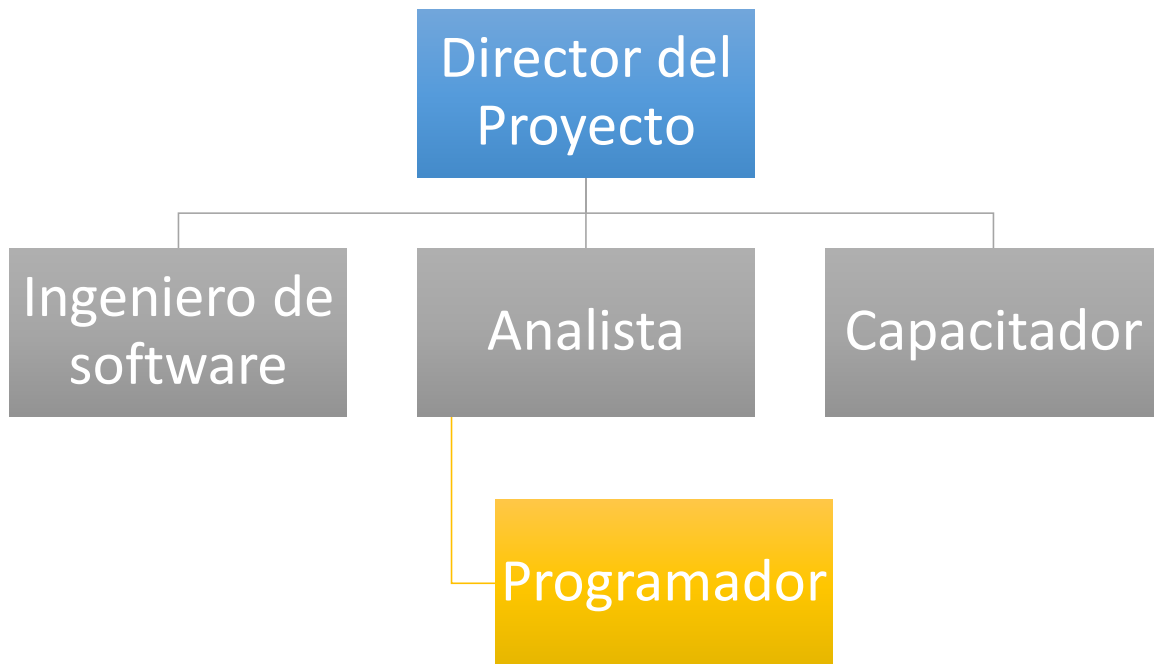 Director del
Proyecto
Ingeniero de
software
Analista
Capacitador
Programador